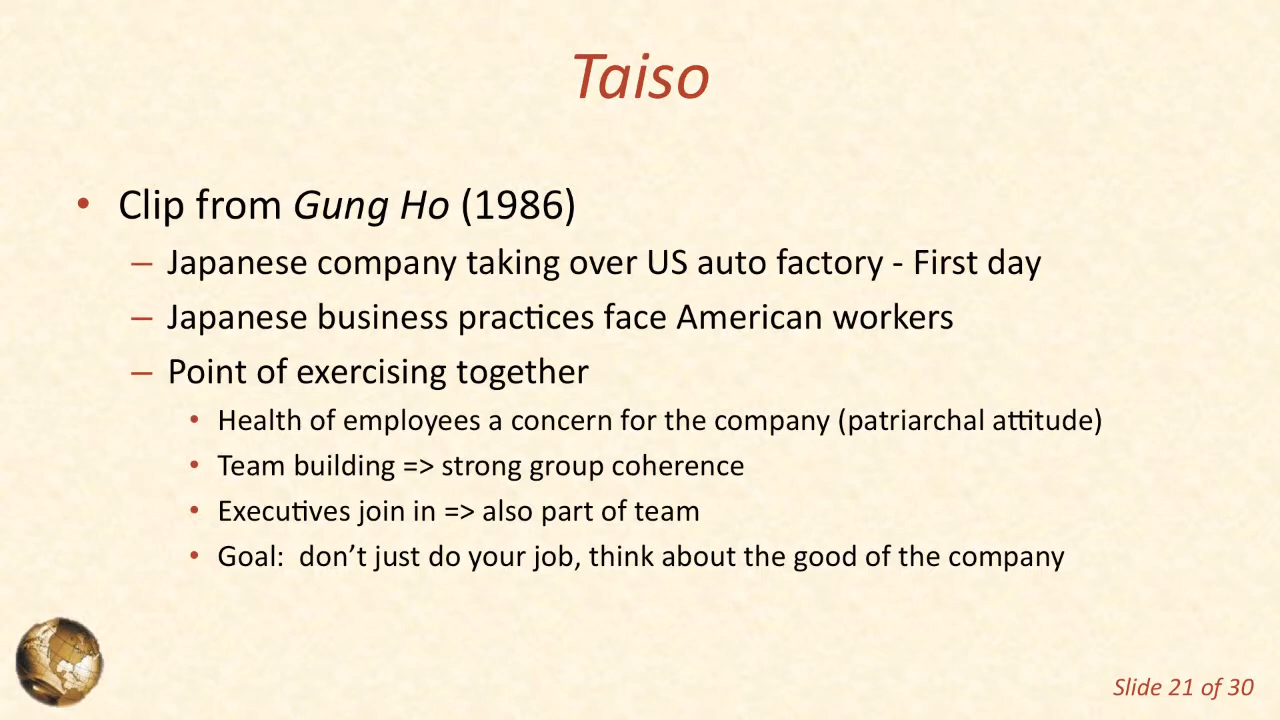 Taiso
• Clip from Gung Ho (1986)
– Japanese company taking over US auto factory - First day
– Japanese business practices face American workers
– Point of exercising together
• Health of employees a concern for the company (patriarchal attitude)
• Team building => strong group coherence
• Executives join in => also part of team
• Goal:  don’t just do your job, think about the good of the company
Slide 21 of 30